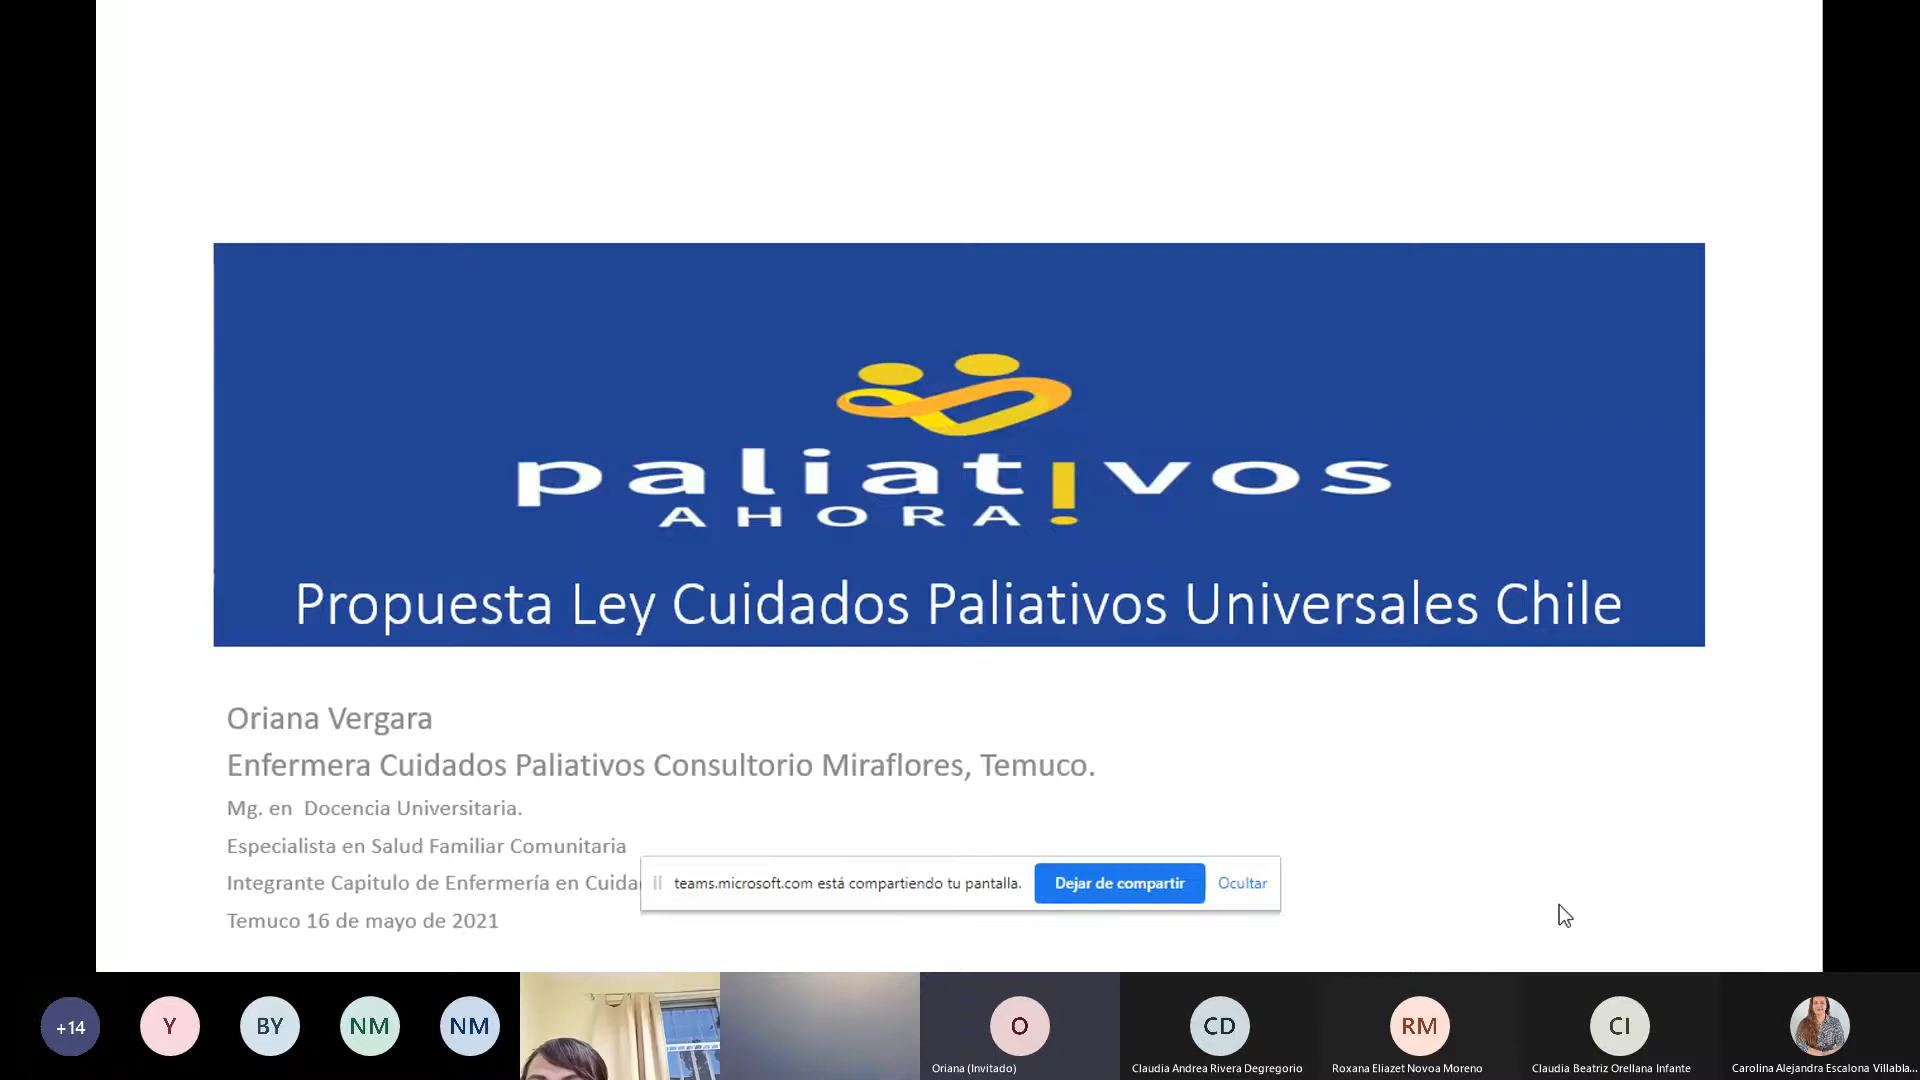 paliat!vos
AHORA
Propuesta Ley Cuidados Paliativos Universales Chile
Oriana Vergara
Enfermera Cuidados Paliativos Consultorio Miraflores, Temuco.
Mg. en  Docencia Universitaria.
Especialista en Salud Familiar Comunitaria
Integrante Capitulo de Enfermería en
teams.microsoft.com está compartiendo tu pantalla.
Dejar de compartir
Ocultar
Temuco 16 de mayo de 2021
+14
Y
BY
NM
NM
O
CD
RM
CI
Oriana (Invitado)
Claudia Andrea Rivera Degregorio
Roxana Eliazet Novoa Moreno
Claudia Beatriz Orellana Infante
Carolina Alejandra Escalona Villabla...